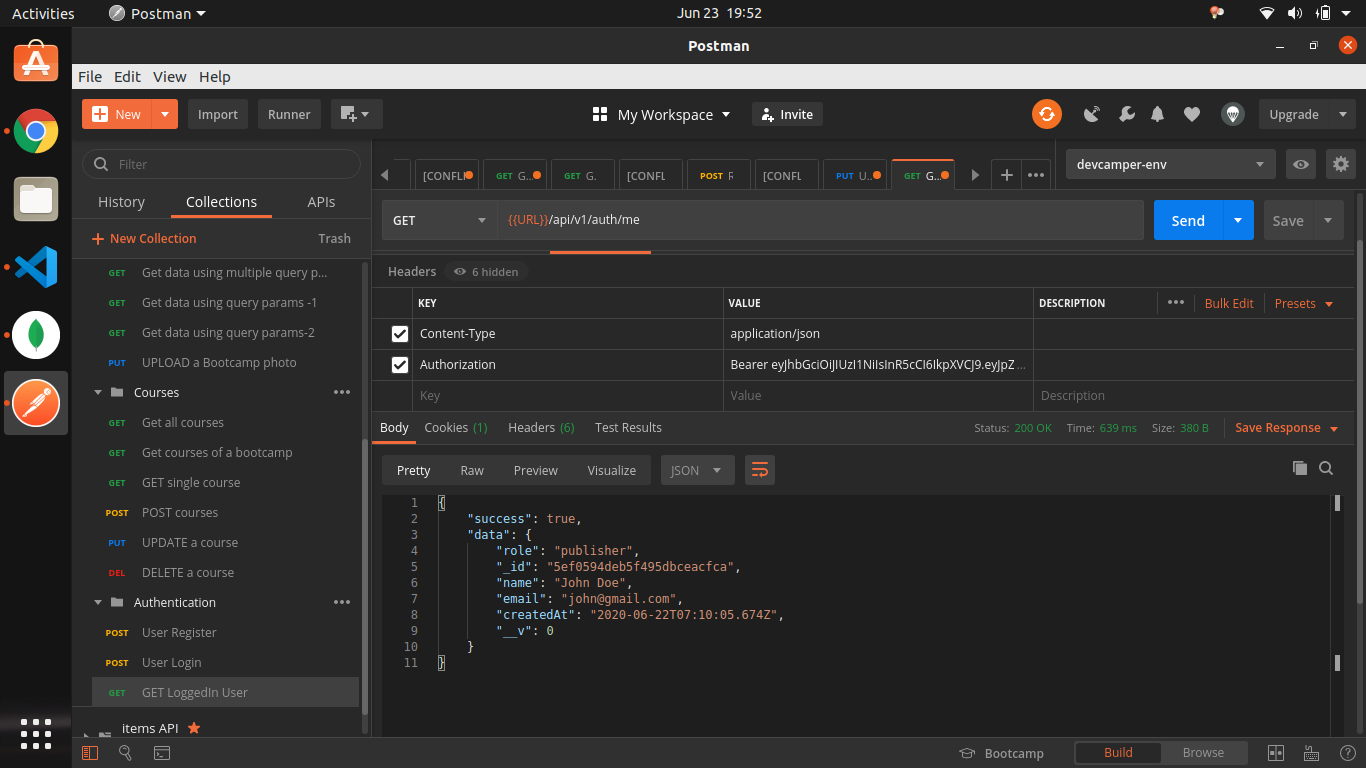 Activities Postman Jun 23 19:52
Postman
File Edit View Help
New Import Runner My Workspace Invite Upgrade
Filter
[CONFLI GET G.. GET G. [CONFL POST R [CONFL PUT U.. GET G.. devcamper-env
History Collections APIs
GET {{URL}}/api/v1/auth/me Send Save
New Collection Trash
Headers 6 hidden
KEY VALUE DESCRIPTION Bulk Edit Presets
Content-Type application/json
Authorization Bearer eyJhbGciOiJIUzI1NiIsInR5cCI6IkpXVCJ9.eyJpZ ...
Key Value Description
GET Get data using multiple query p...
GET Get data using query params -1
GET Get data using query params-2
PUT UPLOAD a Bootcamp photo
Courses
GET Get all courses
GET Get courses of a bootcamp
GET GET single course
POST POST courses
PUT UPDATE a course
DEL DELETE a course
Authentication
POST User Register
POST User Login
GET GET LoggedIn User
items API
Body Cookies (1) Headers (6) Test Results Status: 200 OK Time: 639 ms Size: 380 B Save Response
Pretty Raw Preview Visualize JSON
1 {
2 "success": true,
3 "data": {
4 "role": "publisher",
5 "_id": "5ef0594deb5f495dbceacfca",
6 "name": "John Doe",
7 "email": "john@gmail.com",
8 "createdAt": "2020-06-22T07:10:05.674Z",
9 "__v": 0
10 }
11 }
Bootcamp Build Browse